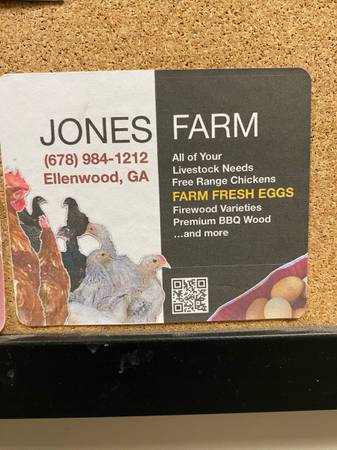 JONES FARM
(678) 984-1212
Ellenwood, GA
All of Your
Livestock Needs
Free Range Chickens
FARM FRESH EGGS
Firewood Varieties
Premium BBQ Wood
...and more